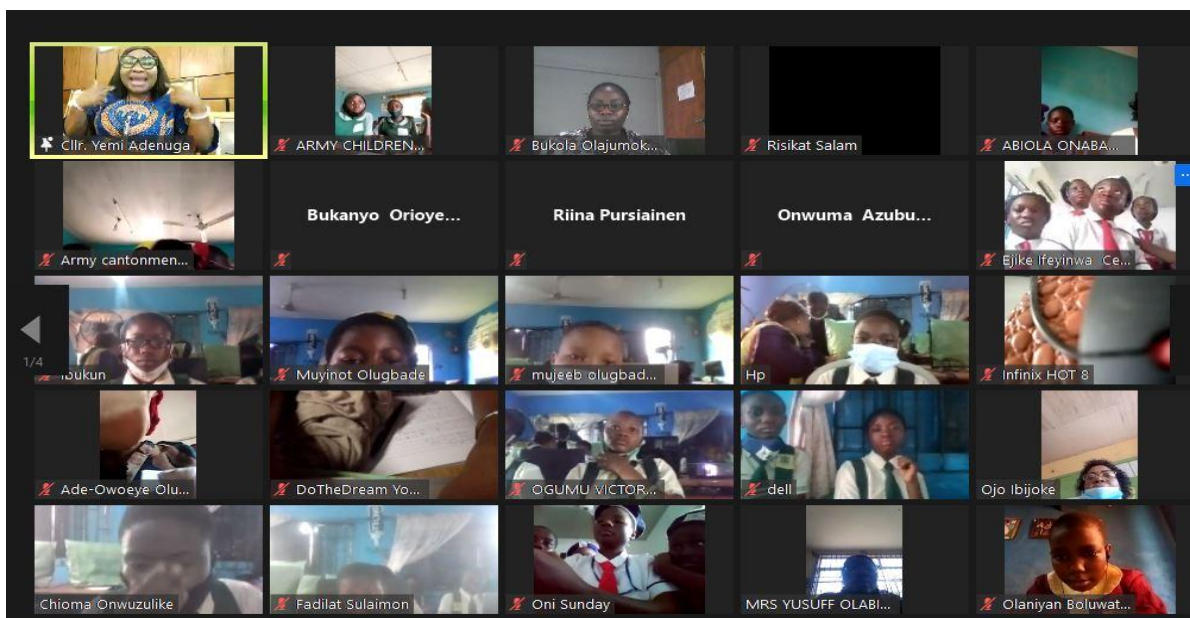 Cllr. Yemi Adenuga
ARMY CHILDREN...
Bukola Olajumok...
Risikat Salam
ABIOLA ONABA...
Army cantonmen...
Bukanyo Orioye...
Riina Pursiainen
Onwuma Azubu...
Ejike Ifeyinwa Ce...
1/4
Ibukun
Muyinot Olugbade
mujeeb olugbad...
Hp
Infinix HOT 8
Ade-Owoeye Olu...
DoTheDream Yo...
OGUMU VICTOR...
dell
Ojo Ibijoke
Chioma Onwuzulike
Fadilat Sulaimon
Oni Sunday
MRS YUSUFF OLABI...
Olaniyan Boluwat...